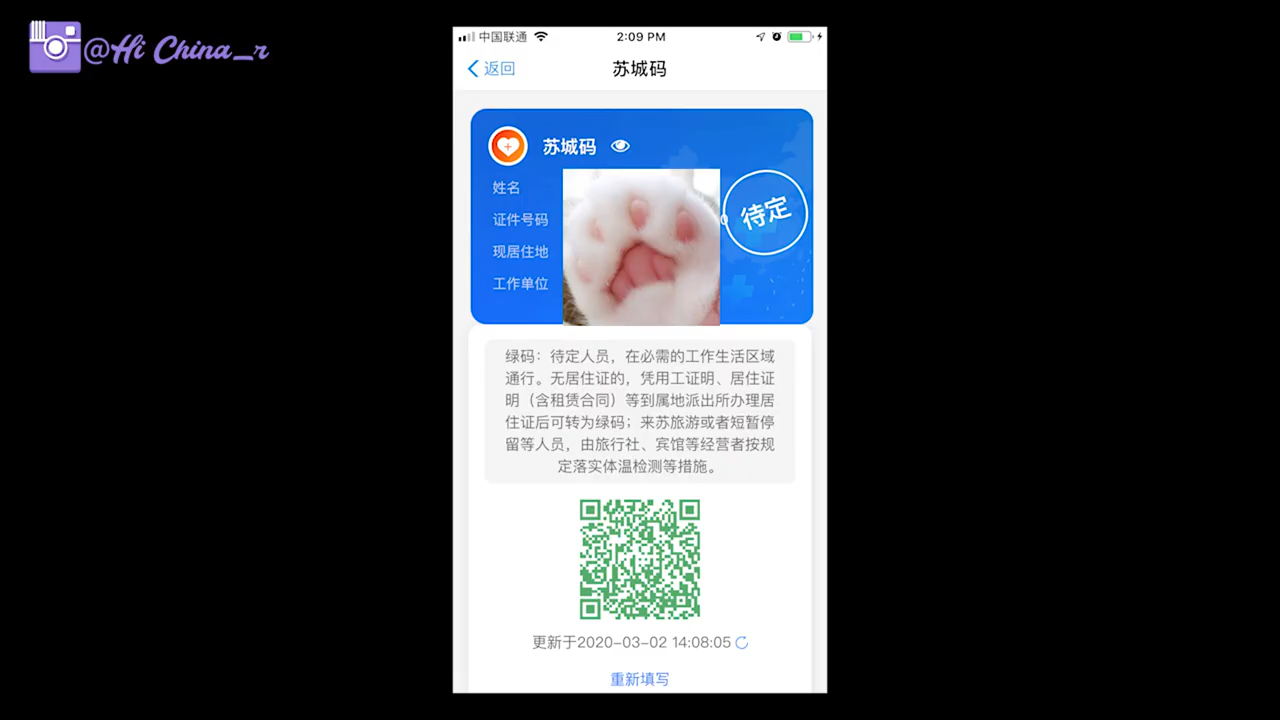 @Hi China_r
中国联通
2:09 PM
返回
苏城码
苏城码
姓名
证件号码
现居住地
工作单位
0
待定
绿码：待定人员，在必需的工作生活区域
通行。无居住证的，凭用工证明、居住证
明（含租赁合同）等到属地派出所办理居
住证后可转为绿码；来苏旅游或者短暂停
留等人员，由旅行社、宾馆等经营者按规
定落实体温检测等措施。
更新于2020-03-02 14:08:05
重新填写